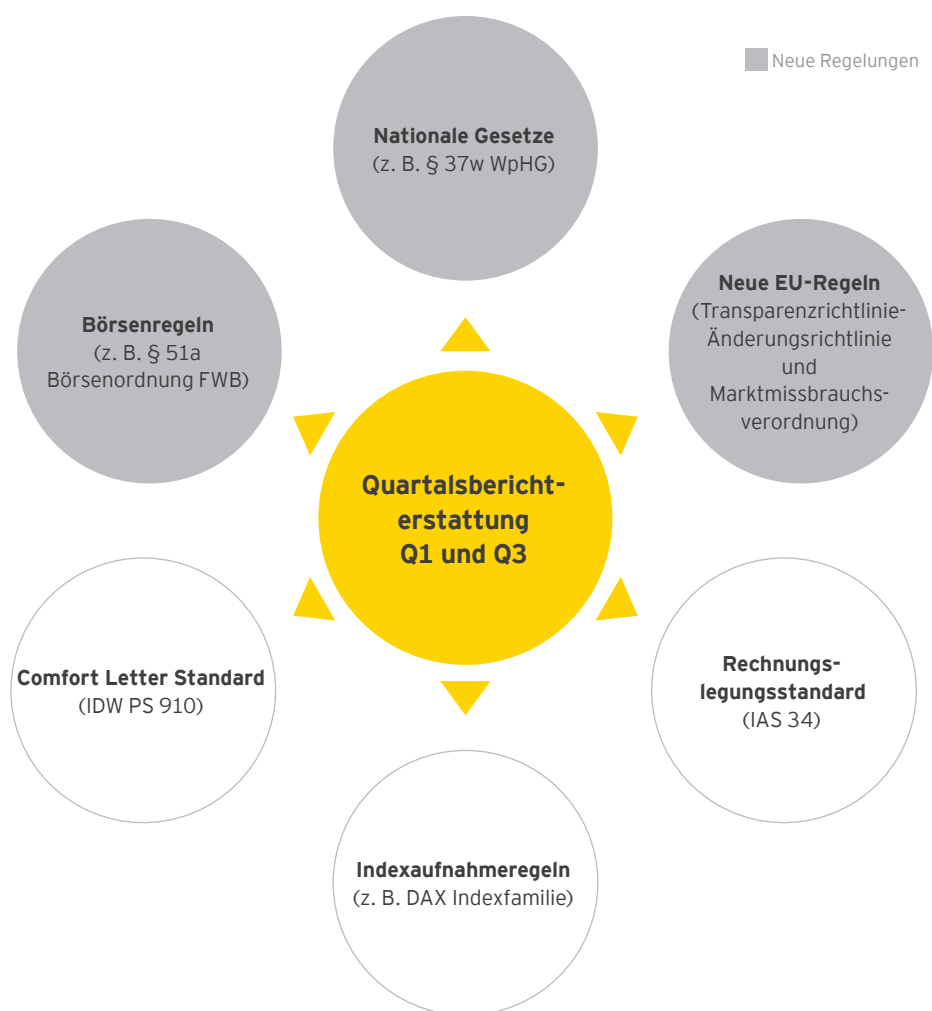 Neue Regelungen
Nationale Gesetze
(z. B. § 37w WpHG)
Neue EU-Regeln
(Transparenzrichtlinie-
Änderungsrichtlinie
und
Marktmissbrauchs-
verordnung)
Börsenregeln
(z. B. § 51a
Börsenordnung FWB)
Quartalsbericht-
erstattung
Q1 und Q3
Comfort Letter Standard
(IDW PS 910)
Rechnungs-
legungsstandard
(IAS 34)
Indexaufnahmeregeln
(z. B. DAX Indexfamilie)